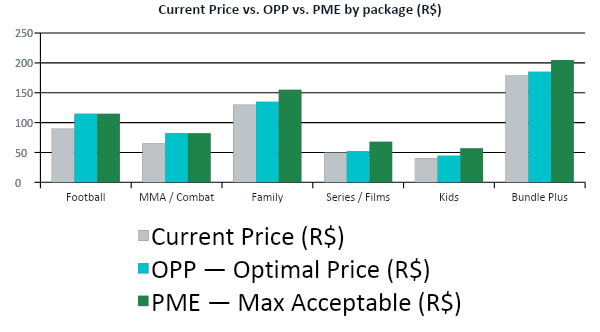 Current Price vs. OPP vs. PME by package (R$)
250
200
150
100
50
0
Football MMA / Combat Family Series / Films Kids Bundle Plus
Current Price (R$)
OPP — Optimal Price (R$)
PME — Max Acceptable (R$)